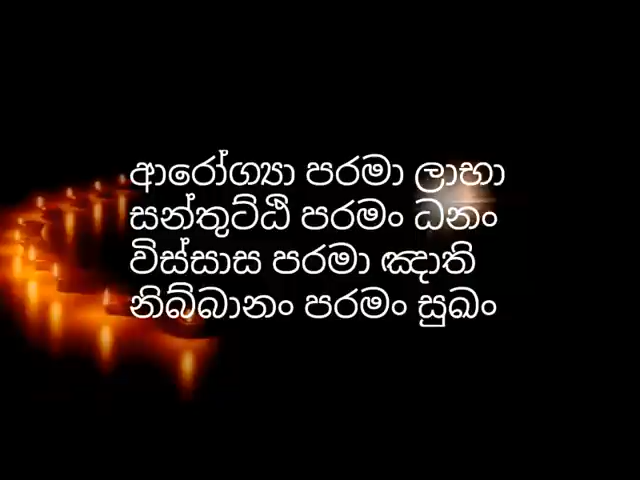 ආරෝග්‍යා පරමා ලාභා
සන්තුට්ඨි පරමං ධනං
විස්සාස පරමා ඤාති
නිබ්බානං පරමං සුඛං